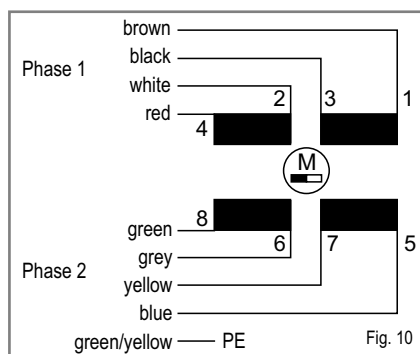 brown
black
Phase 1
white
2 3 1
red
4
M
8
green
6 7 5
grey
Phase 2
yellow
blue
green/yellow PE
Fig. 10